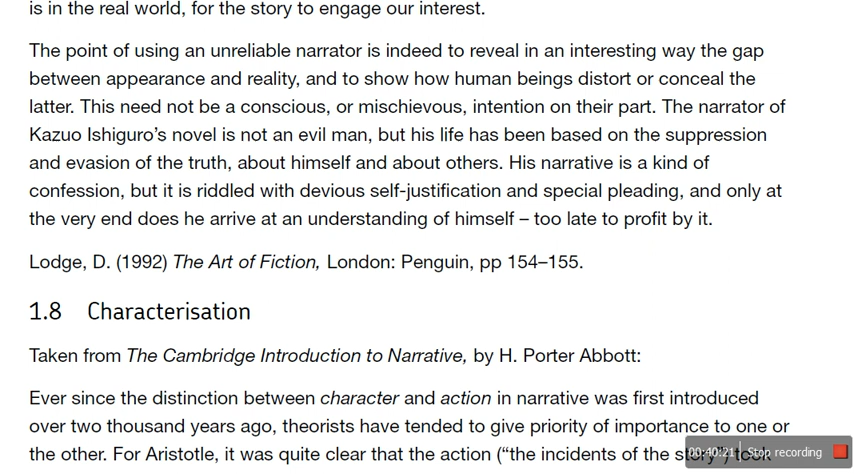 is in the real world, for the story to engage our interest.
The point of using an unreliable narrator is indeed to reveal in an interesting way the gap
between appearance and reality, and to show how human beings distort or conceal the
latter. This need not be a conscious, or mischievous, intention on their part. The narrator of
Kazuo Ishiguro’s novel is not an evil man, but his life has been based on the suppression
and evasion of the truth, about himself and about others. His narrative is a kind of
confession, but it is riddled with devious self-justification and special pleading, and only at
the very end does he arrive at an understanding of himself – too late to profit by it.
Lodge, D. (1992) The Art of Fiction, London: Penguin, pp 154–155.
1.8 Characterisation
Taken from The Cambridge Introduction to Narrative, by H. Porter Abbott:
Ever since the distinction between character and action in narrative was first introduced
over two thousand years ago, theorists have tended to give priority of importance to one or
the other. For Aristotle, it was quite clear that the action (“the incidents of the story”) took
00:40:21 Stop recording